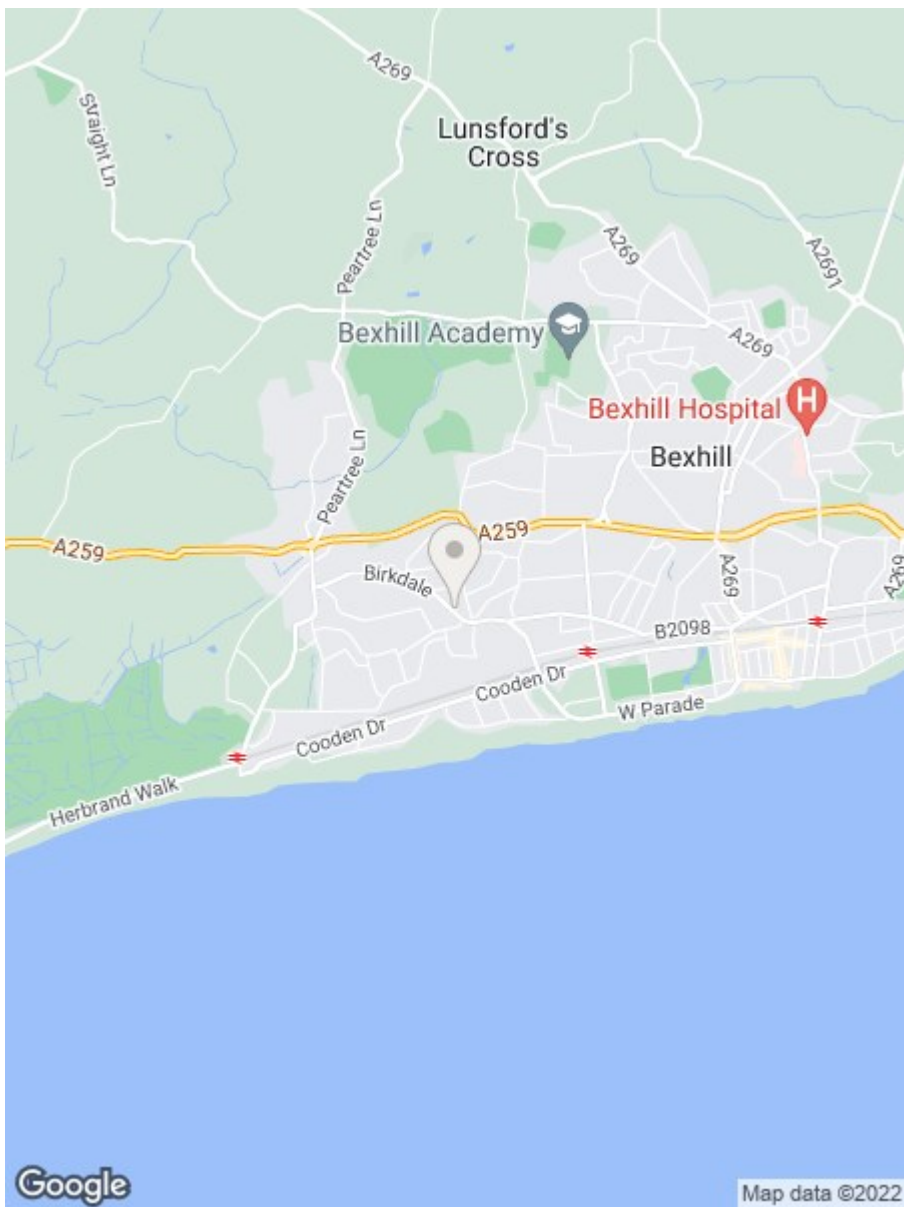 A269
Lunsford's
Cross
Straight Ln
Peartree Ln
A269
A2691
Bexhill Academy
A269
H
Bexhill Hospital
Bexhill
Peartree Ln
A259
A259
Birkdale
A269
A269
B2098
Cooden Dr
W Parade
Cooden Dr
Herbrand Walk
Google
Map data ©2022